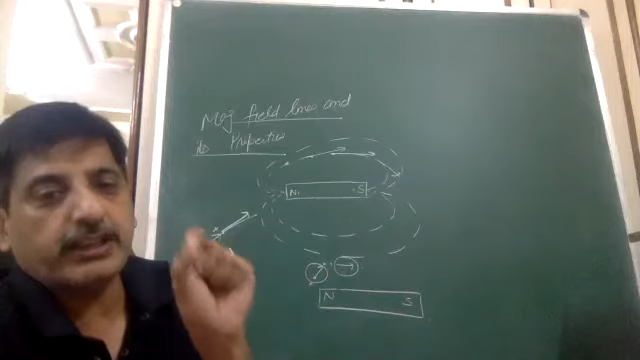 Mag field lines and
its Properties
N S
N S